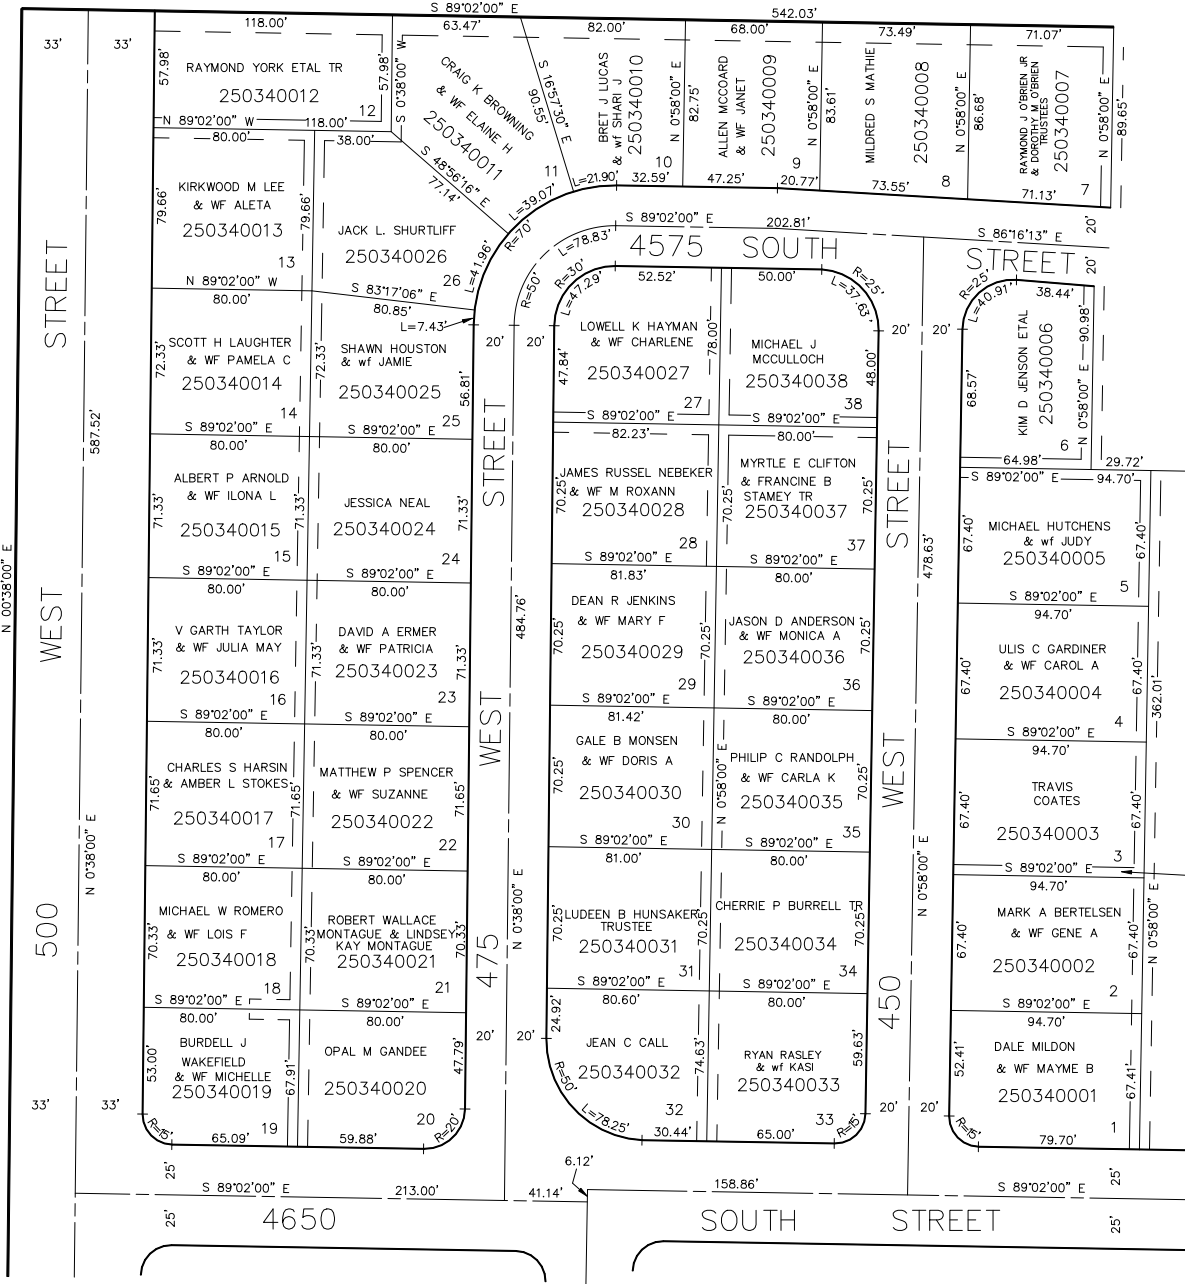 S 89°02'00" E
542.03'
118.00'
63.47'
82.00'
68.00'
73.49'
71.07'
33'
33'
57.98'
RAYMOND YORK ETAL TR
250340012
12
57.98'
S 0°38'00" W
N 89°02'00" W
118.00'
CRAIG K BROWNING
& WF ELAINE H
250340011
11
S 16°57'30" E
90.55'
BRET J LUCAS
& wf SHARI J
250340010
10
N 0°58'00" E
82.75'
ALLEN MCCOARD
& WF JANET
250340009
9
83.61'
MILDRED S MATHIE
250340008
8
N 0°58'00" E
86.68'
RAYMOND J O'BRIEN JR
& DOROTHY M O'BRIEN
TRUSTEES
250340007
7
N 0°58'00" E
89.65'
80.00'
38.00'
S 48°56'16" E
77.14'
L=39.07'
R=70'
L=21.90'
32.59'
47.25'
20.77'
73.55'
71.13'
79.66'
KIRKWOOD M LEE
& WF ALETA
250340013
13
79.66'
N 89°02'00" W
80.00'
JACK L. SHURTLIFF
250340026
26
S 83°17'06" E
80.85'
L=41.96'
L=7.43'
S 89°02'00" E
202.81'
S 86°16'13" E
20'
20'
4575 SOUTH STREET
L=78.83'
R=50'
R=30'
L=47.29'
52.52'
50.00'
R=25'
L=37.63'
R=25'
L=40.91'
38.44'
20'
20'
20'
20'
72.33'
SCOTT H LAUGHTER
& WF PAMELA C
250340014
14
S 89°02'00" E
80.00'
72.33'
SHAWN HOUSTON
& wf JAMIE
250340025
25
56.81'
S 89°02'00" E
80.00'
47.84'
LOWELL K HAYMAN
& WF CHARLENE
250340027
27
78.00'
S 89°02'00" E
82.23'
MICHAEL J
MCCULLOCH
250340038
38
48.00'
S 89°02'00" E
80.00'
68.57'
KIM D JENSON ETAL
250340006
6
N 0°58'00" E
90.98'
64.98'
29.72'
S 89°02'00" E
94.70'
587.52'
N 00°38'00" E
71.33'
ALBERT P ARNOLD
& WF ILONA L
250340015
15
71.33'
S 89°02'00" E
80.00'
JESSICA NEAL
250340024
24
71.33'
S 89°02'00" E
80.00'
JAMES RUSSEL NEBEKER
& WF M ROXANN
250340028
28
70.25'
S 89°02'00" E
81.83'
MYRTLE E CLIFTON
& FRANCINE B
STAMEY TR
250340037
37
70.25'
70.25'
S 89°02'00" E
80.00'
478.63'
67.40'
MICHAEL HUTCHENS
& wf JUDY
250340005
5
67.40'
S 89°02'00" E
94.70'
484.76'
71.33'
V GARTH TAYLOR
& WF JULIA MAY
250340016
16
71.33'
S 89°02'00" E
80.00'
DAVID A ERMER
& WF PATRICIA
250340023
23
71.33'
S 89°02'00" E
80.00'
DEAN R JENKINS
& WF MARY F
250340029
29
70.25'
70.25'
S 89°02'00" E
81.42'
JASON D ANDERSON
& WF MONICA A
250340036
36
70.25'
S 89°02'00" E
80.00'
67.40'
ULIS C GARDINER
& WF CAROL A
250340004
4
67.40'
362.01'
S 89°02'00" E
94.70'
71.65'
CHARLES S HARSIN
& AMBER L STOKES
250340017
17
71.65'
S 89°02'00" E
80.00'
MATTHEW P SPENCER
& WF SUZANNE
250340022
22
71.65'
S 89°02'00" E
80.00'
GALE B MONSEN
& WF DORIS A
250340030
30
70.25'
N 0°58'00" E
S 89°02'00" E
81.00'
PHILIP C RANDOLPH
& WF CARLA K
250340035
35
70.25'
S 89°02'00" E
80.00'
67.40'
TRAVIS
COATES
250340003
3
67.40'
S 89°02'00" E
94.70'
N 0°38'00" E
N 0°38'00" E
N 0°58'00" E
N 0°58'00" E
70.33'
MICHAEL W ROMERO
& WF LOIS F
250340018
18
70.33'
S 89°02'00" E
80.00'
ROBERT WALLACE
MONTAGUE & LINDSEY
KAY MONTAGUE
250340021
21
70.33'
S 89°02'00" E
80.00'
LUDEEN B HUNSAKER
TRUSTEE
250340031
31
70.25'
70.25'
S 89°02'00" E
80.60'
CHERRIE P BURRELL TR
250340034
34
70.25'
S 89°02'00" E
80.00'
67.40'
MARK A BERTELSEN
& WF GENE A
250340002
2
67.40'
S 89°02'00" E
94.70'
53.00'
BURDELL J
WAKEFIELD
& WF MICHELLE
250340019
19
67.91'
OPAL M GANDEE
250340020
20
47.79'
20'
20'
24.92'
JEAN C CALL
250340032
32
74.63'
RYAN RASLEY
& wf KASI
250340033
33
59.63'
52.41'
DALE MILDON
& WF MAYME B
250340001
1
67.41'
33'
33'
R=15'
65.09'
59.88'
R=20'
R=50'
L=78.25'
30.44'
65.00'
R=15'
20'
20'
R=15'
79.70'
500 WEST STREET
475 WEST STREET
450 WEST STREET
25'
25'
S 89°02'00" E
213.00'
41.14'
6.12'
158.86'
S 89°02'00" E
25'
25'
4650 SOUTH STREET